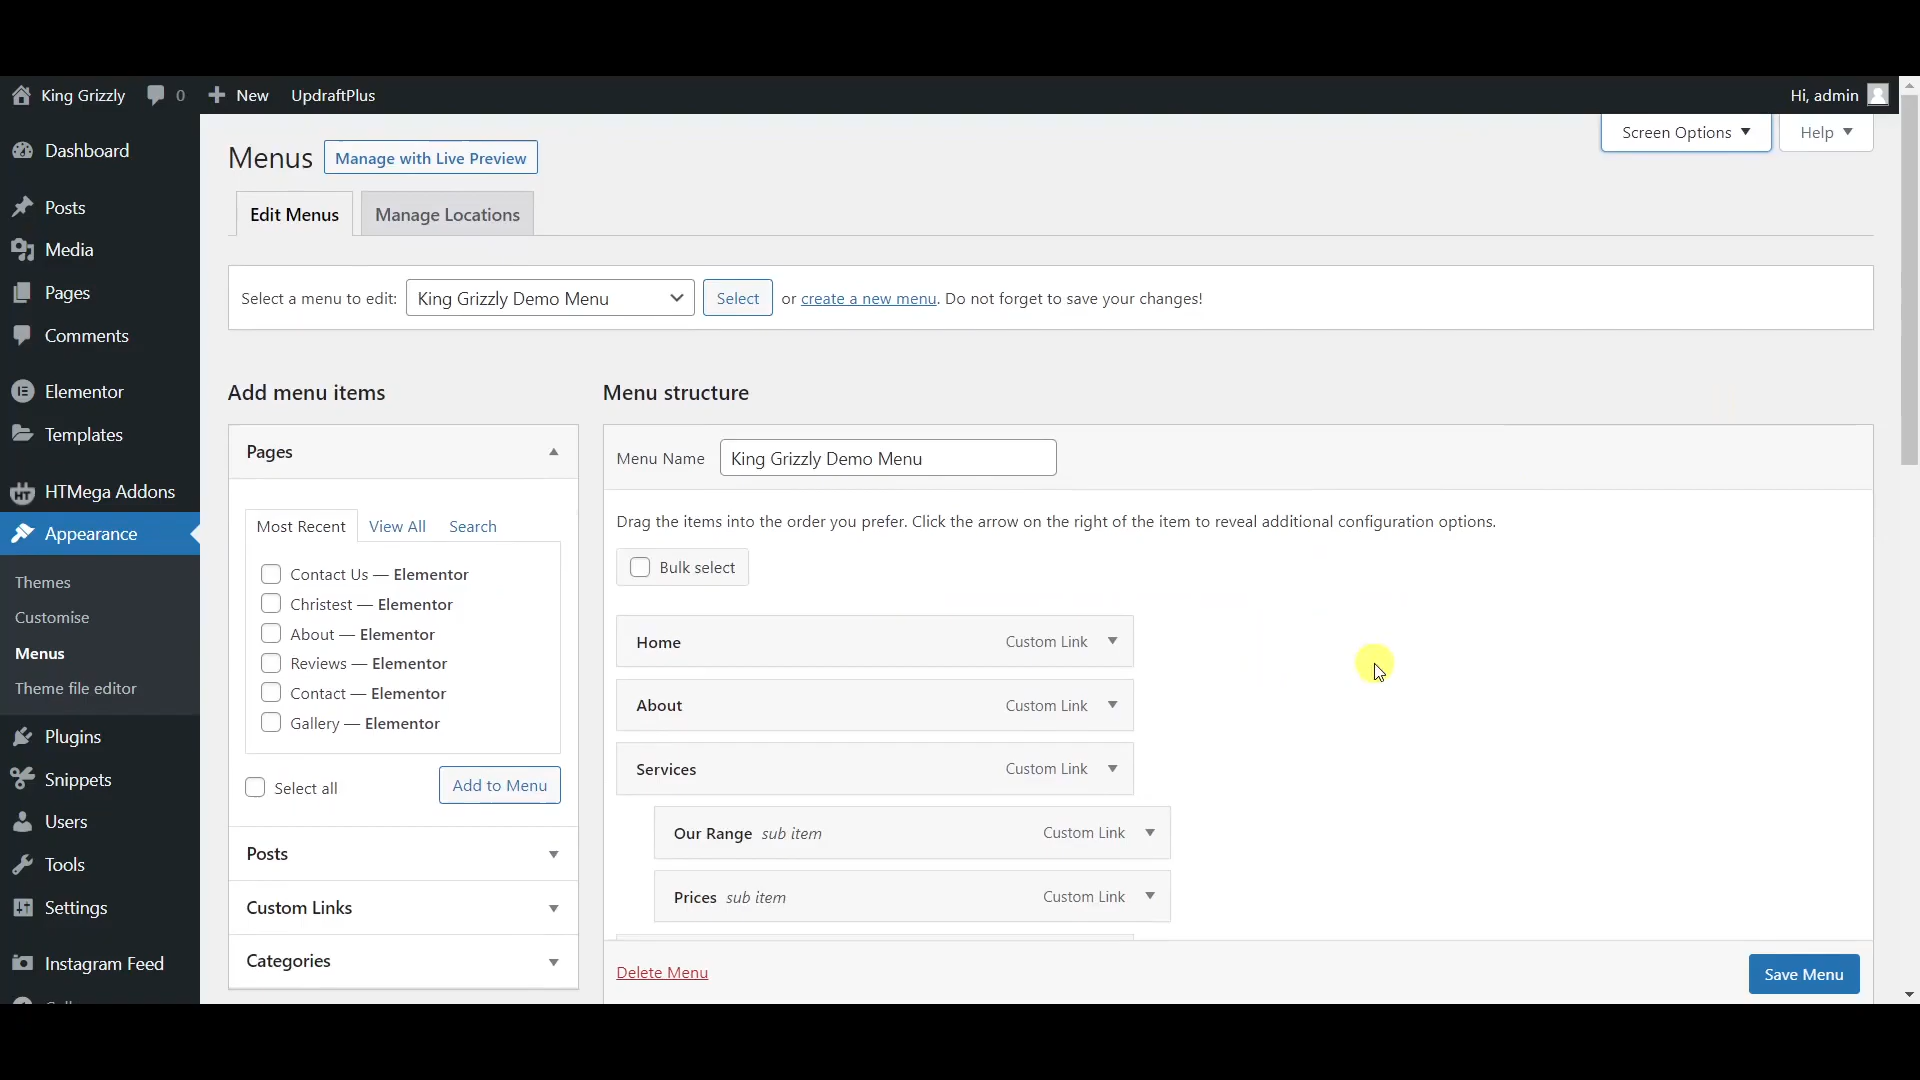 King Grizzly 0 New UpdraftPlus Hi, admin
Screen Options Help
Dashboard
Posts
Media
Pages
Comments
Elementor
Templates
HTMega Addons
Appearance
Themes
Customise
Menus
Theme file editor
Plugins
Snippets
Users
Tools
Settings
Instagram Feed
Menus Manage with Live Preview
Edit Menus Manage Locations
Select a menu to edit: King Grizzly Demo Menu Select or create a new menu. Do not forget to save your changes!
Add menu items
Pages
Most Recent View All Search
Contact Us — Elementor
Christest — Elementor
About — Elementor
Reviews — Elementor
Contact — Elementor
Gallery — Elementor
Select all Add to Menu
Posts
Custom Links
Categories
Menu structure
Menu Name King Grizzly Demo Menu
Drag the items into the order you prefer. Click the arrow on the right of the item to reveal additional configuration options.
Bulk select
Home Custom Link
About Custom Link
Services Custom Link
Our Range sub item Custom Link
Prices sub item Custom Link
Delete Menu Save Menu